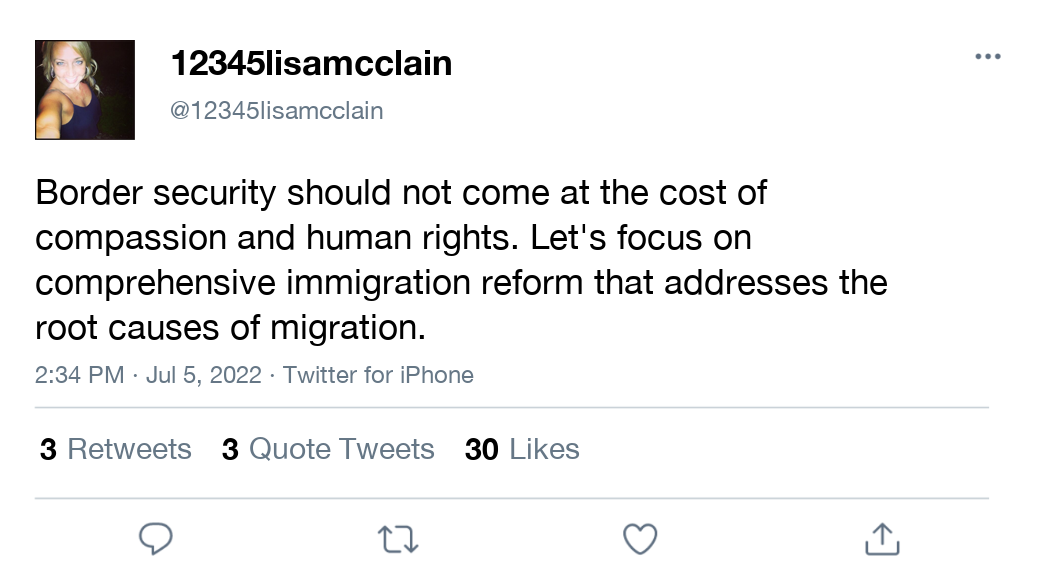 12345lisamcclain
@12345lisamcclain
Border security should not come at the cost of
compassion and human rights. Let's focus on
comprehensive immigration reform that addresses the
root causes of migration.
2:34 PM · Jul 5, 2022 · Twitter for iPhone
3 Retweets 3 Quote Tweets 30 Likes